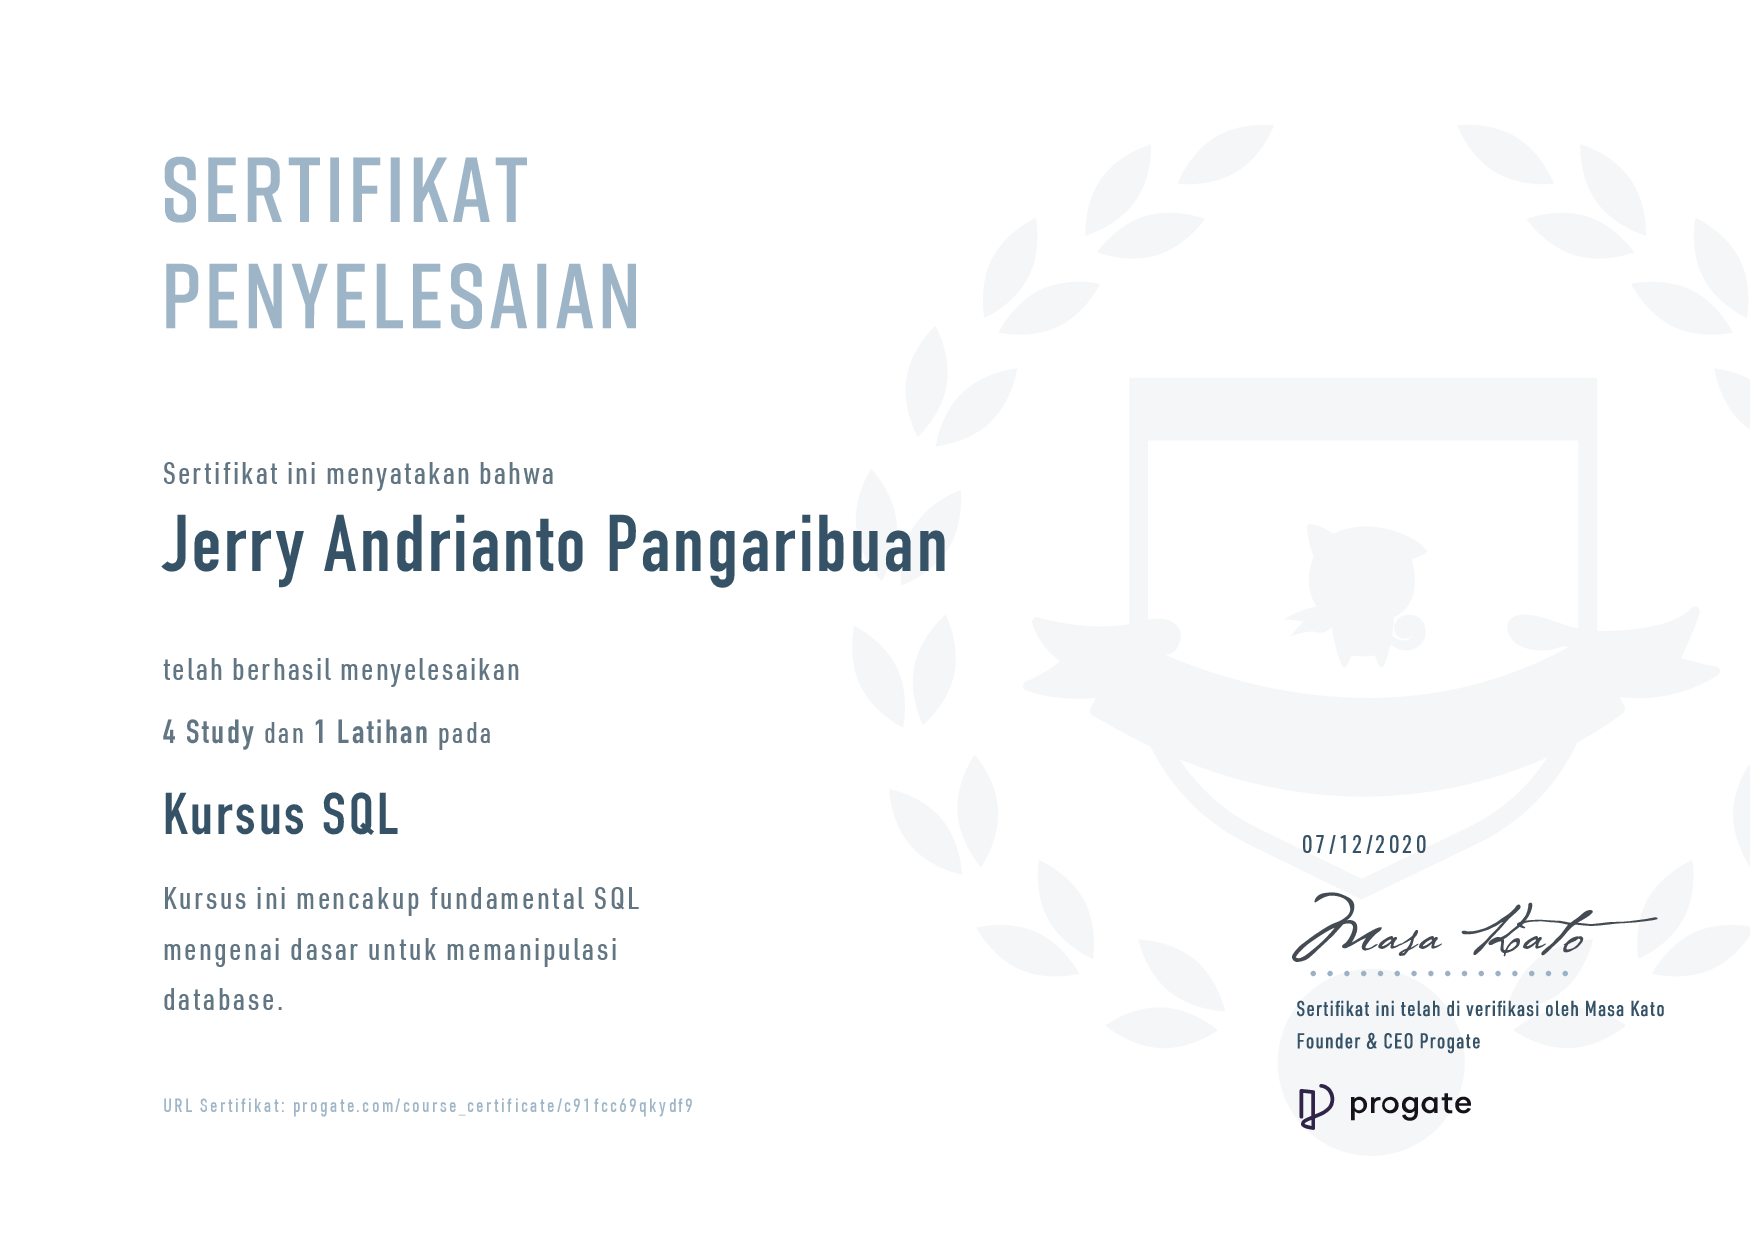 SERTIFIKAT
PENYELESAIAN
Sertifikat ini menyatakan bahwa
Jerry Andrianto Pangaribuan
telah berhasil menyelesaikan
4 Study dan 1 Latihan pada
Kursus SQL
Kursus ini mencakup fundamental SQL
mengenai dasar untuk memanipulasi
database.
URL Sertifikat: progate.com/course_certificate/c91fcc69qkydf9
07/12/2020
Masa Kato
Sertifikat ini telah di verifikasi oleh Masa Kato
Founder & CEO Progate
progate